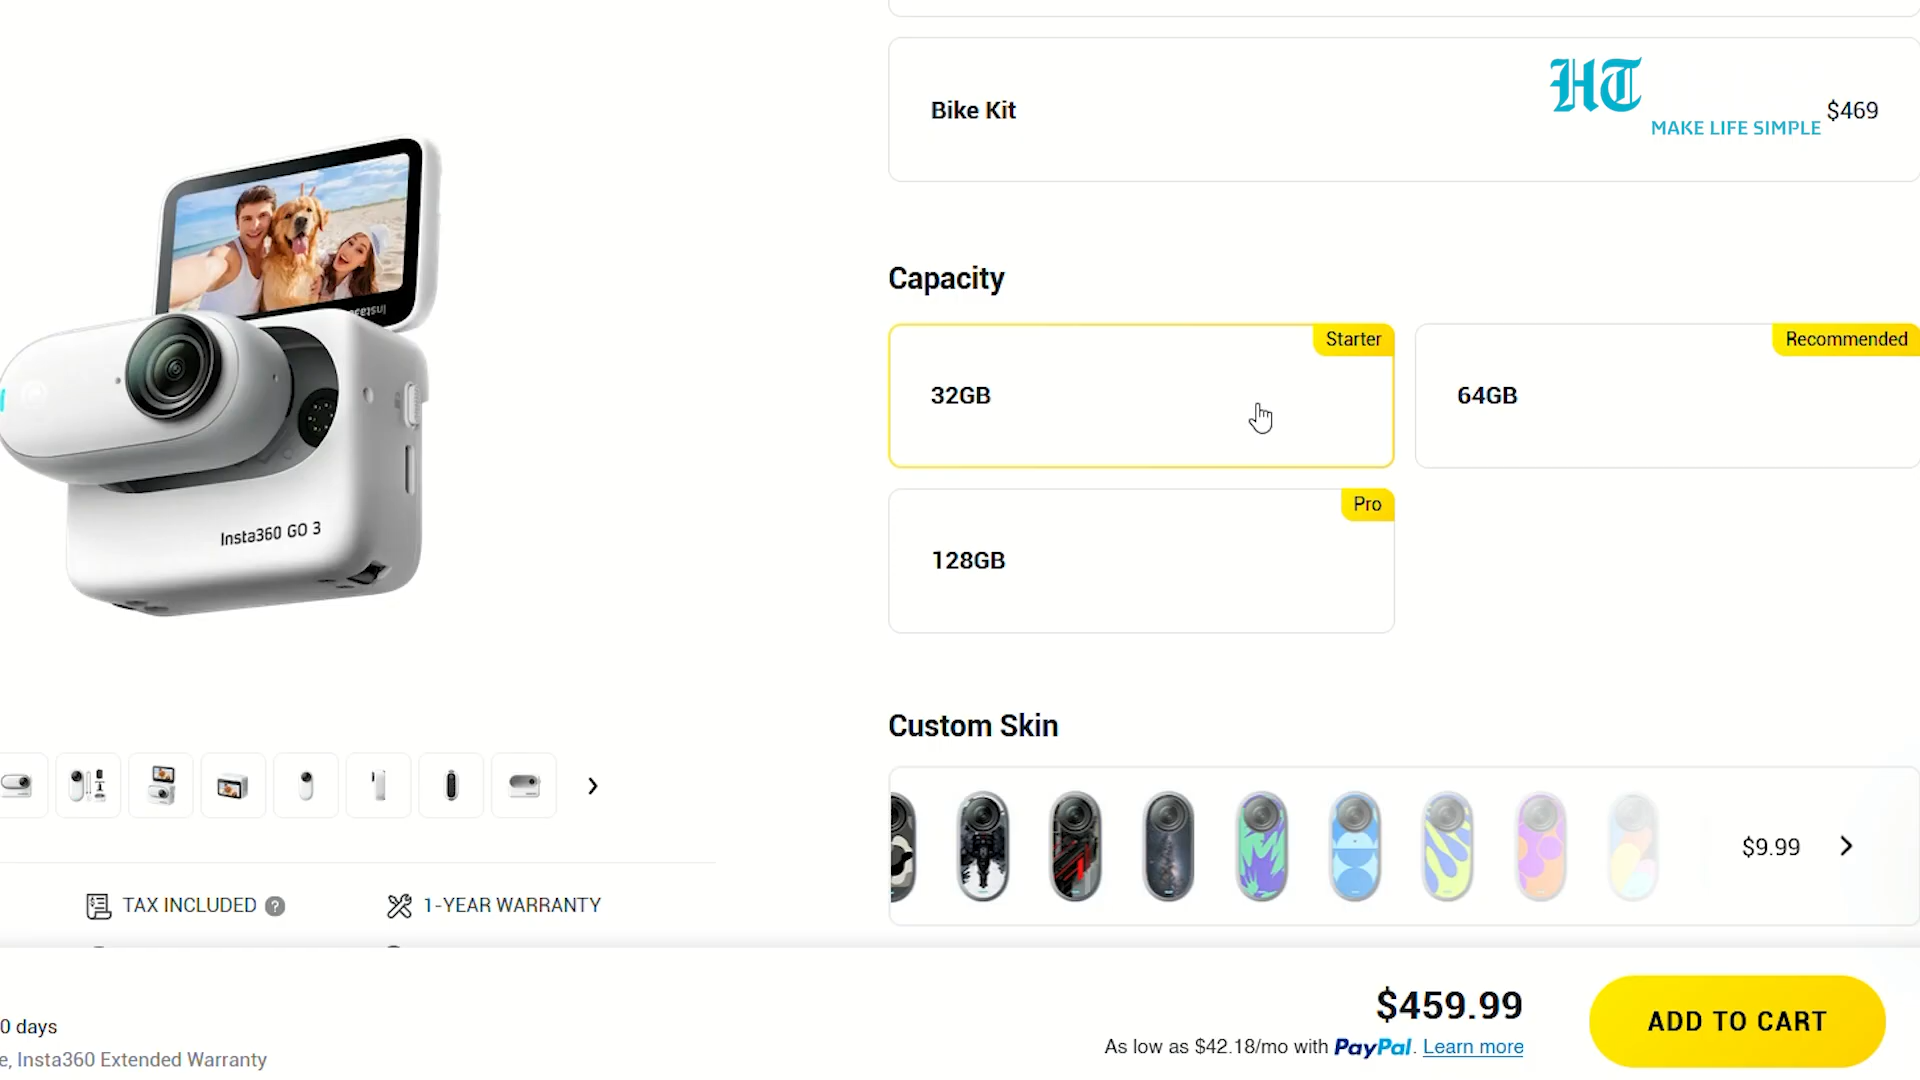 HT
Bike Kit
$469
MAKE LIFE SIMPLE
Capacity
Starter
Recommended
32GB
64GB
Pro
128GB
Insta360 GO 3
Custom Skin
$9.99
TAX INCLUDED ?
1-YEAR WARRANTY
$459.99
ADD TO CART
0 days
As low as $42.18/mo with PayPal. Learn more
e, Insta360 Extended Warranty